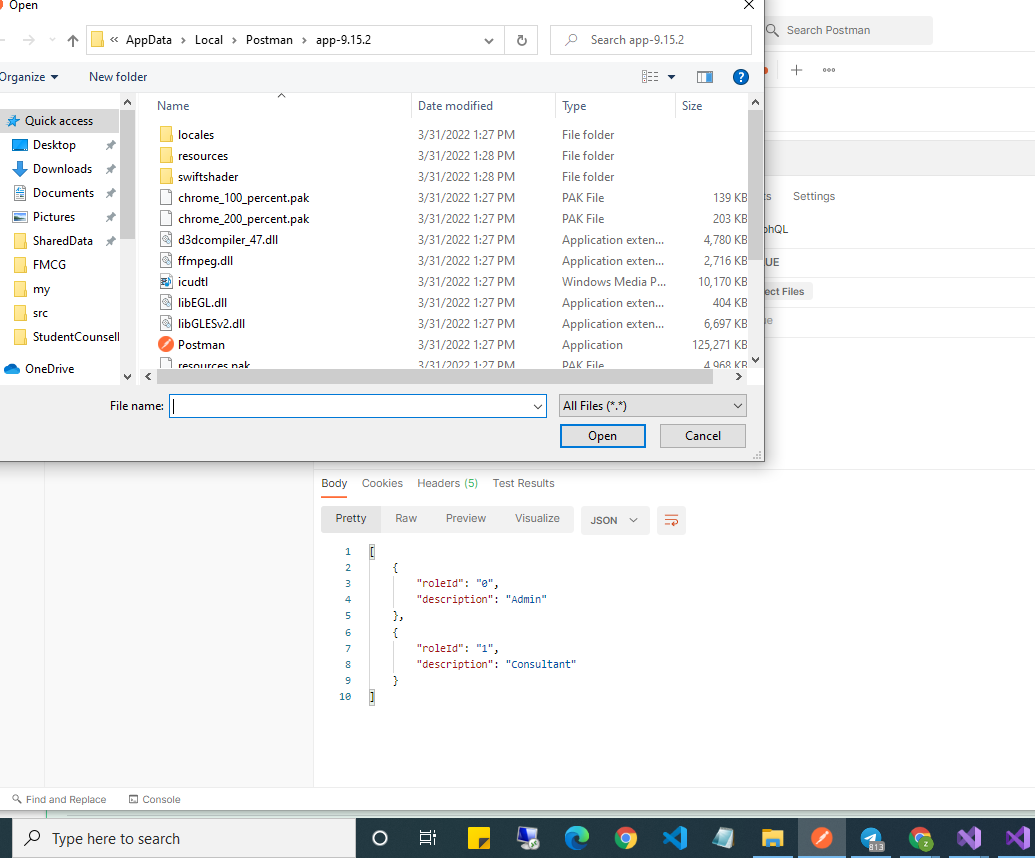 Open
« AppData > Local > Postman > app-9.15.2
Search app-9.15.2
Search Postman
Organize
New folder
Name
Date modified
Type
Size
Quick access
Desktop
Downloads
Documents
Pictures
SharedData
FMCG
my
src
StudentCounsell
OneDrive
locales 3/31/2022 1:27 PM File folder
resources 3/31/2022 1:28 PM File folder
swiftshader 3/31/2022 1:28 PM File folder
chrome_100_percent.pak 3/31/2022 1:27 PM PAK File 139 KB
chrome_200_percent.pak 3/31/2022 1:27 PM PAK File 203 KB
d3dcompiler_47.dll 3/31/2022 1:27 PM Application exten... 4,780 KB
ffmpeg.dll 3/31/2022 1:27 PM Application exten... 2,716 KB
icudtl 3/31/2022 1:27 PM Windows Media P... 10,170 KB
libEGL.dll 3/31/2022 1:27 PM Application exten... 404 KB
libGLESv2.dll 3/31/2022 1:27 PM Application exten... 6,697 KB
Postman 3/31/2022 1:27 PM Application 125,271 KB
resources.pak 3/31/2022 1:27 PM PAK File 4,968 KB
ts
Settings
phQL
UE
ect Files
ue
File name:
All Files (*.*)
Open
Cancel
Body
Cookies
Headers (5)
Test Results
Pretty
Raw
Preview
Visualize
JSON
1 [
2 {
3 "roleId": "0",
4 "description": "Admin"
5 },
6 {
7 "roleId": "1",
8 "description": "Consultant"
9 }
10 ]
Find and Replace
Console
Type here to search
813
z